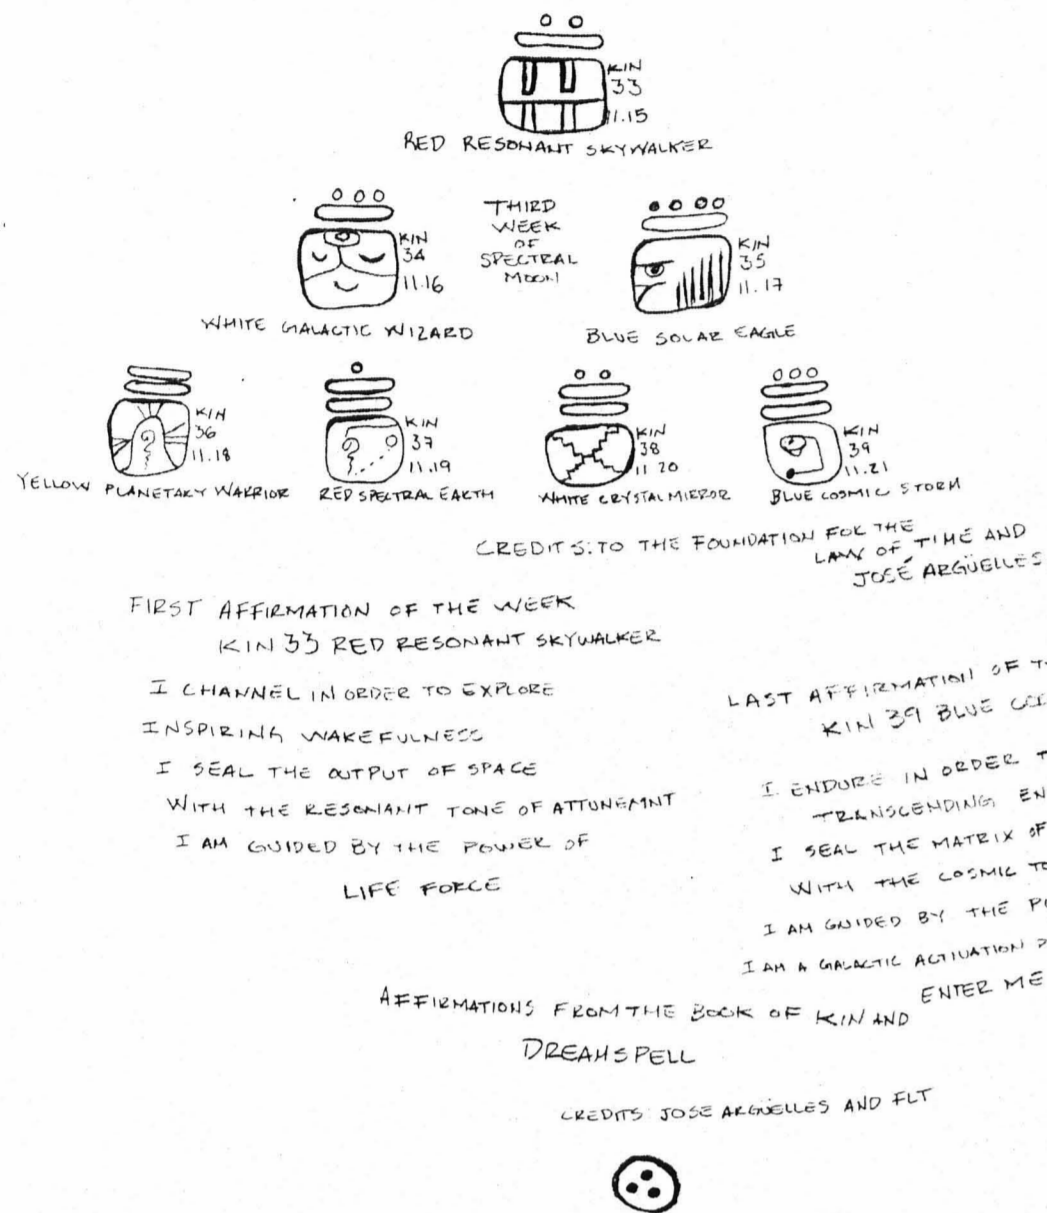 KIN
33
11.15
RED RESONANT SKYWALKER
THIRD
WEEK
OF
SPECTRAL
MOON
KIN
34
11.16
WHITE GALACTIC WIZARD
KIN
35
11.17
BLUE SOLAR EAGLE
KIN
36
11.18
YELLOW PLANETARY WARRIOR
KIN
37
11.19
RED SPECTRAL EARTH
KIN
38
11 20
WHITE CRYSTAL MIRROR
KIN
39
11.21
BLUE COSMIC STORM
CREDITS: TO THE FOUNDATION FOR THE
LAW OF TIME AND
JOSÉ ARGÜELLES
FIRST AFFIRMATION OF THE WEEK
KIN 33 RED RESONANT SKYWALKER
I CHANNEL IN ORDER TO EXPLORE
INSPIRING WAKEFULNESS
I SEAL THE OUTPUT OF SPACE
WITH THE RESONANT TONE OF ATTUNEMNT
I AM GUIDED BY THE POWER OF
LIFE FORCE
LAST AFFIRMATION OF
KIN 39 BLUE
I ENDURE IN ORDER
TRANSCENDING
I SEAL THE MATRIX OF
WITH THE COSMIC
I AM GUIDED BY THE
I AM A GALACTIC ACTIVATION
ENTER ME
AFFIRMATIONS FROM THE BOOK OF KIN AND
DREAMSPELL
CREDITS JOSE ARGÜELLES AND FLT